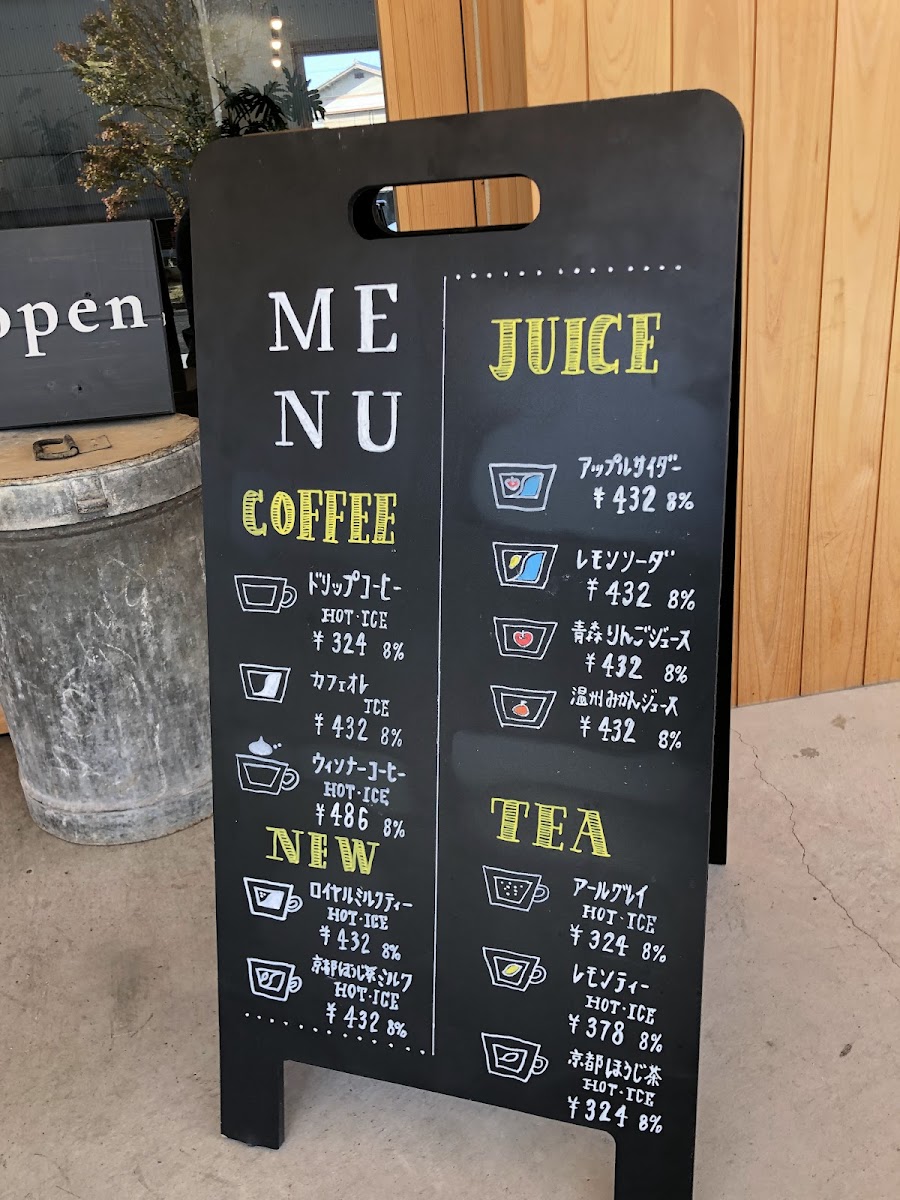 open
ME
NU
COFFEE
ドリップコーヒー
HOT・ICE
¥324 8%
カフェオレ
ICE
¥432 8%
ウィンナーコーヒー
HOT・ICE
¥486 8%
NEW
ロイヤルミルクティー
HOT・ICE
¥432 8%
京都ほうじ茶ミルク
HOT・ICE
¥432 8%
JUICE
アップルサイダー
¥432 8%
レモンソーダ
¥432 8%
青森りんごジュース
¥432 8%
温州みかんジュース
¥432 8%
TEA
アールグレイ
HOT・ICE
¥324 8%
レモンティー
HOT・ICE
¥378 8%
京都ほうじ茶
HOT・ICE
¥324 8%